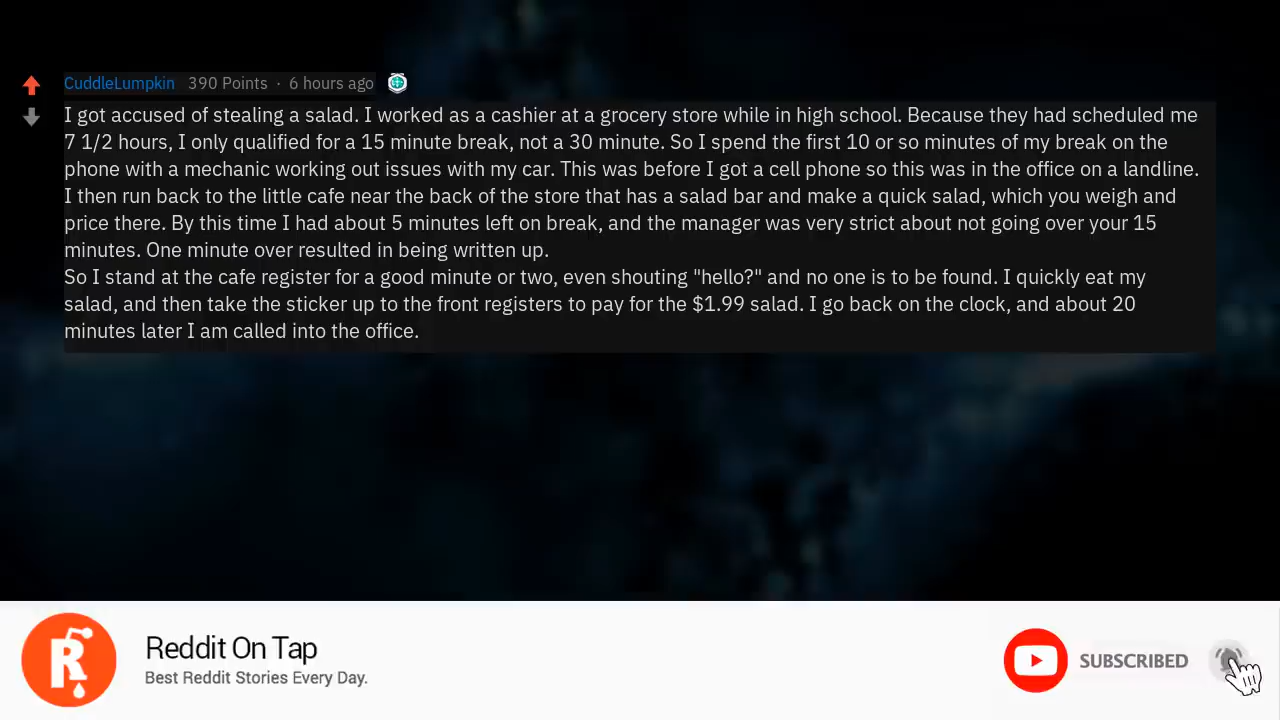 CuddleLumpkin 390 Points · 6 hours ago
I got accused of stealing a salad. I worked as a cashier at a grocery store while in high school. Because they had scheduled me
7 1/2 hours, I only qualified for a 15 minute break, not a 30 minute. So I spend the first 10 or so minutes of my break on the
phone with a mechanic working out issues with my car. This was before I got a cell phone so this was in the office on a landline.
I then run back to the little cafe near the back of the store that has a salad bar and make a quick salad, which you weigh and
price there. By this time I had about 5 minutes left on break, and the manager was very strict about not going over your 15
minutes. One minute over resulted in being written up.
So I stand at the cafe register for a good minute or two, even shouting "hello?" and no one is to be found. I quickly eat my
salad, and then take the sticker up to the front registers to pay for the $1.99 salad. I go back on the clock, and about 20
minutes later I am called into the office.
Reddit On Tap
Best Reddit Stories Every Day.
SUBSCRIBED